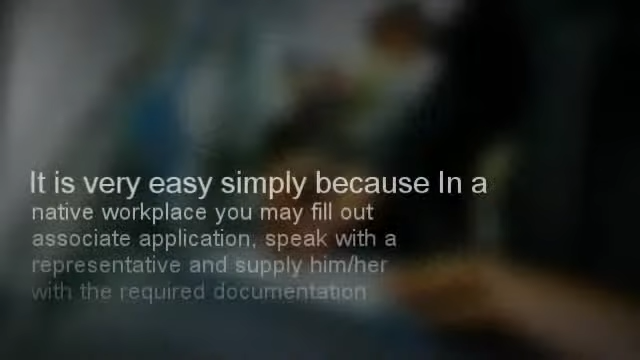 It is very easy simply because In a
native workplace you may fill out
associate application, speak with a
representative and supply him/her
with the required documentation